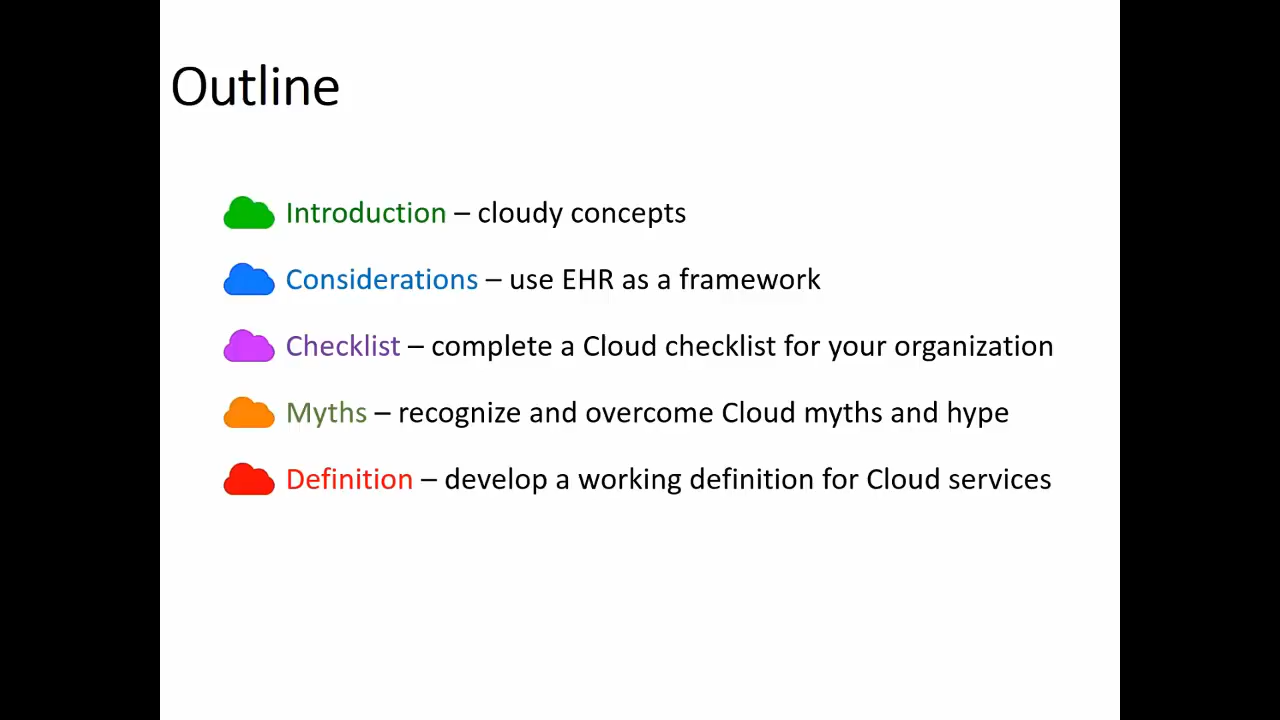 Outline
Introduction – cloudy concepts
Considerations – use EHR as a framework
Checklist – complete a Cloud checklist for your organization
Myths – recognize and overcome Cloud myths and hype
Definition – develop a working definition for Cloud services